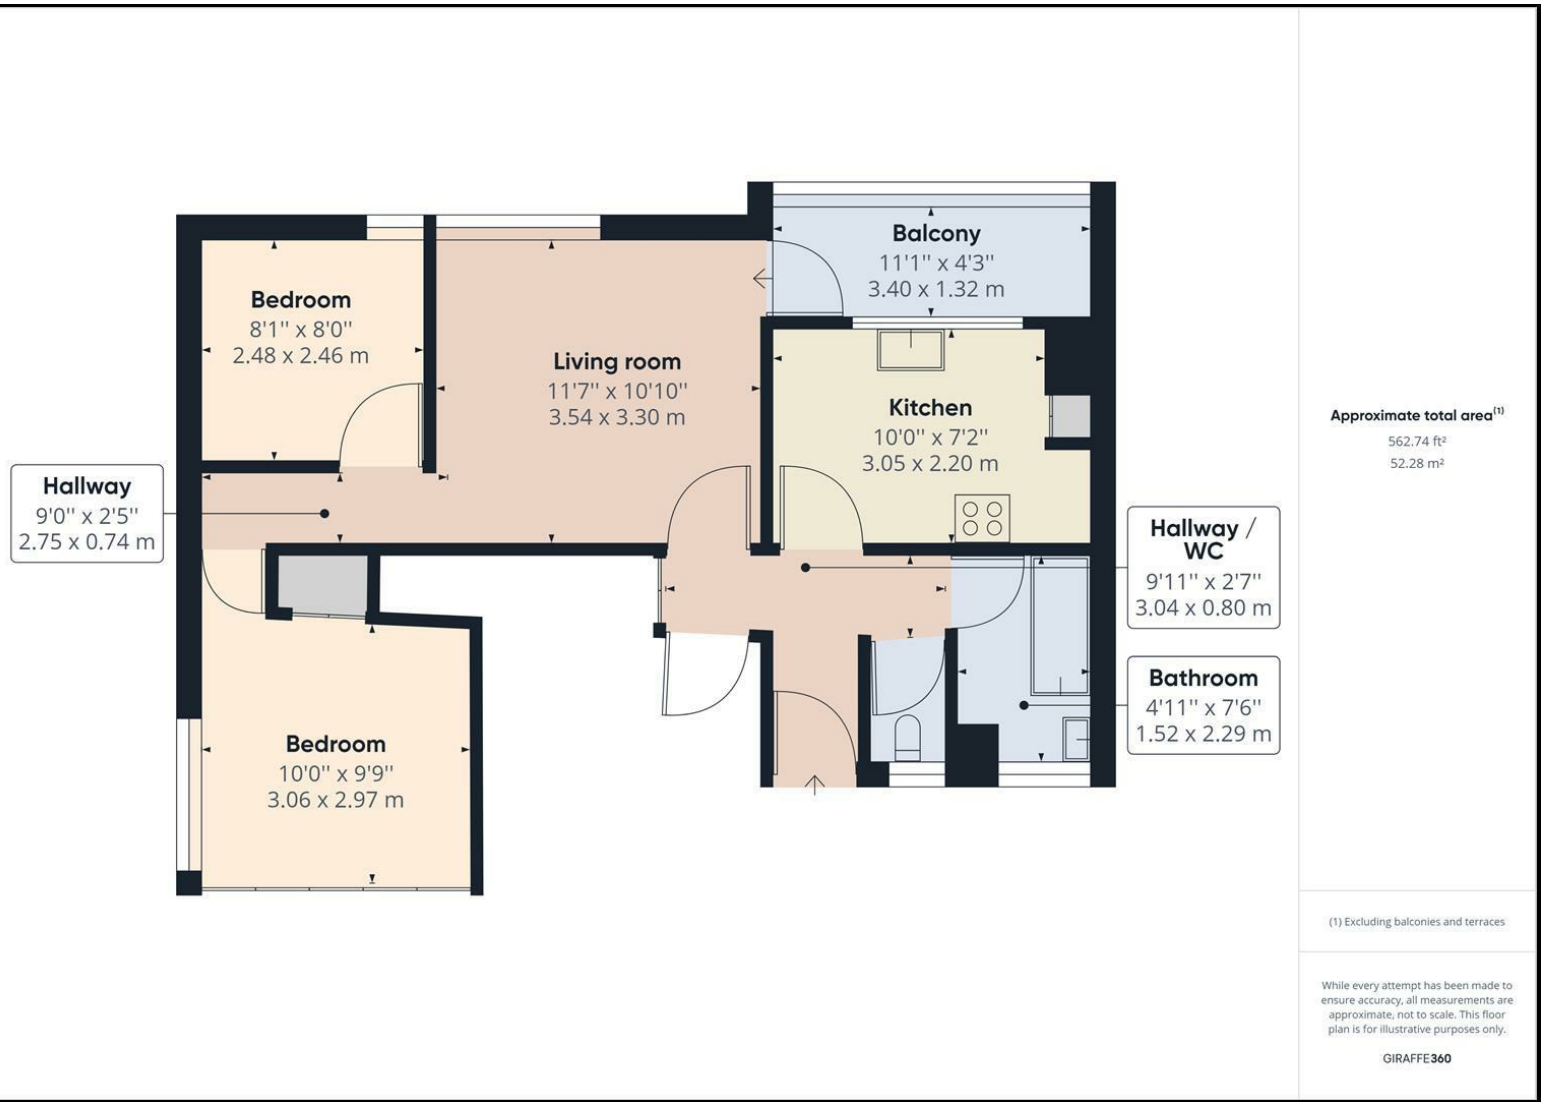 Balcony
11'1'' x 4'3''
3.40 x 1.32 m
Bedroom
8'1'' x 8'0''
2.48 x 2.46 m
Living room
11'7'' x 10'10''
3.54 x 3.30 m
Kitchen
10'0'' x 7'2''
3.05 x 2.20 m
Hallway
9'0'' x 2'5''
2.75 x 0.74 m
Hallway /
WC
9'11'' x 2'7''
3.04 x 0.80 m
Bathroom
4'11'' x 7'6''
1.52 x 2.29 m
Bedroom
10'0'' x 9'9''
3.06 x 2.97 m
Approximate total area(1)
562.74 ft²
52.28 m²
(1) Excluding balconies and terraces
While every attempt has been made to
ensure accuracy, all measurements are
approximate, not to scale. This floor
plan is for illustrative purposes only.
GIRAFFE360